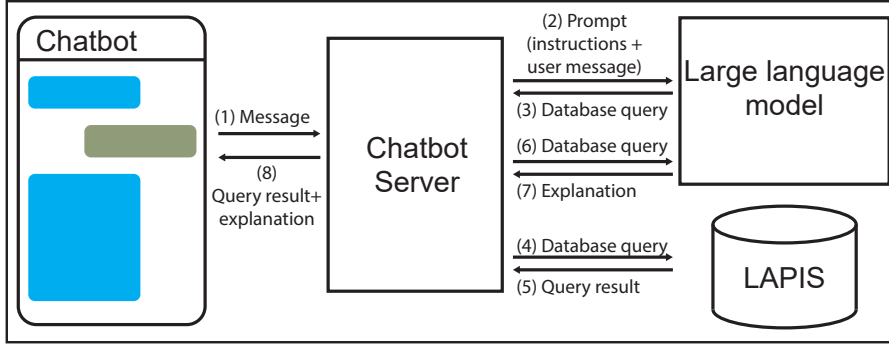 Chatbot
(1) Message
(8)
Query result+
explanation
Chatbot
Server
(2) Prompt
(instructions +
user message)
(3) Database query
(6) Database query
(7) Explanation
(4) Database query
(5) Query result
Large language
model
LAPIS